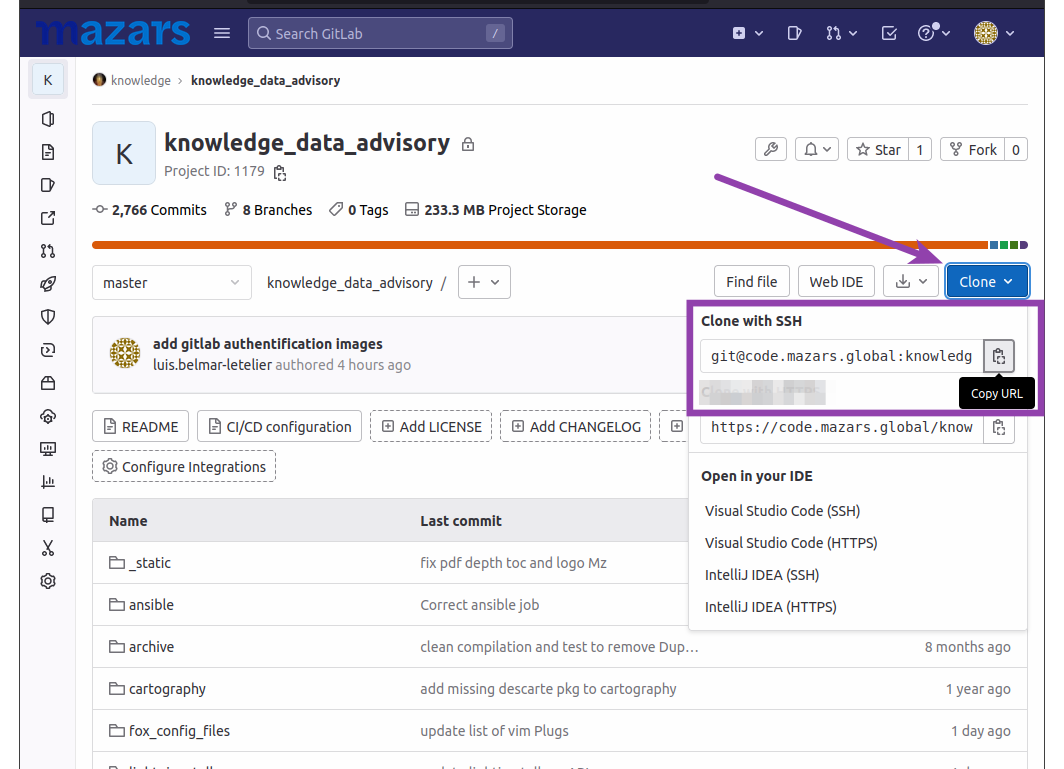 mazars
Search GitLab /
K
knowledge › knowledge_data_advisory
K
knowledge_data_advisory
Project ID: 1179
Star 1
Fork 0
2,766 Commits 8 Branches 0 Tags 233.3 MB Project Storage
master
knowledge_data_advisory / +
Find file Web IDE Clone
Clone with SSH
git@code.mazars.global:knowledg
Copy URL
https://code.mazars.global/know
Open in your IDE
Visual Studio Code (SSH)
Visual Studio Code (HTTPS)
IntelliJ IDEA (SSH)
IntelliJ IDEA (HTTPS)
add gitlab authentification images
luis.belmar-letelier authored 4 hours ago
README CI/CD configuration Add LICENSE Add CHANGELOG
Configure Integrations
Name Last commit
_static fix pdf depth toc and logo Mz
ansible Correct ansible job
archive clean compilation and test to remove Dup… 8 months ago
cartography add missing descarte pkg to cartography 1 year ago
fox_config_files update list of vim Plugs 1 day ago